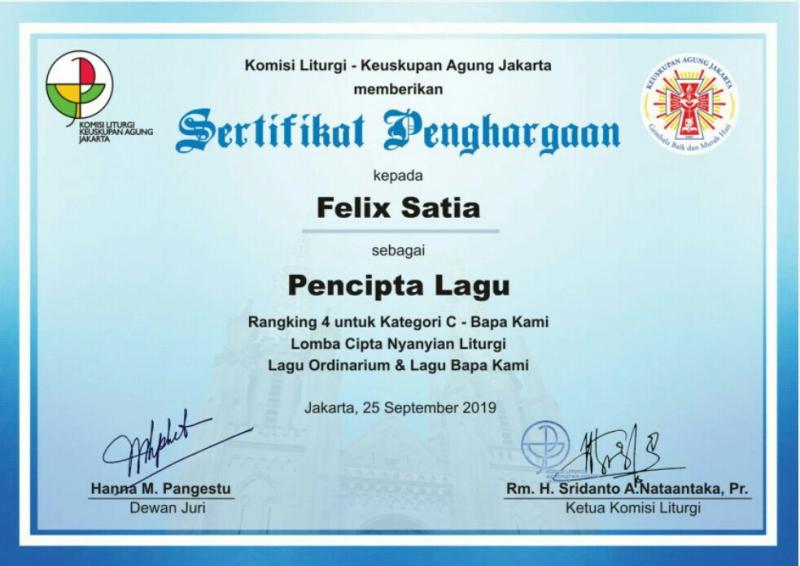 Komisi Liturgi - Keuskupan Agung Jakarta
memberikan
KOMISI LITURGI
KEUSKUPAN AGUNG
JAKARTA
KEUSKUPAN AGUNG JAKARTA
Gembala Baik dan Murah Hati
Sertifikat Penghargaan
kepada
Felix Satia
sebagai
Pencipta Lagu
Rangking 4 untuk Kategori C - Bapa Kami
Lomba Cipta Nyanyian Liturgi
Lagu Ordinarium & Lagu Bapa Kami
Jakarta, 25 September 2019
Hanna M. Pangestu
Dewan Juri
Rm. H. Sridanto A.Nataantaka, Pr.
Ketua Komisi Liturgi